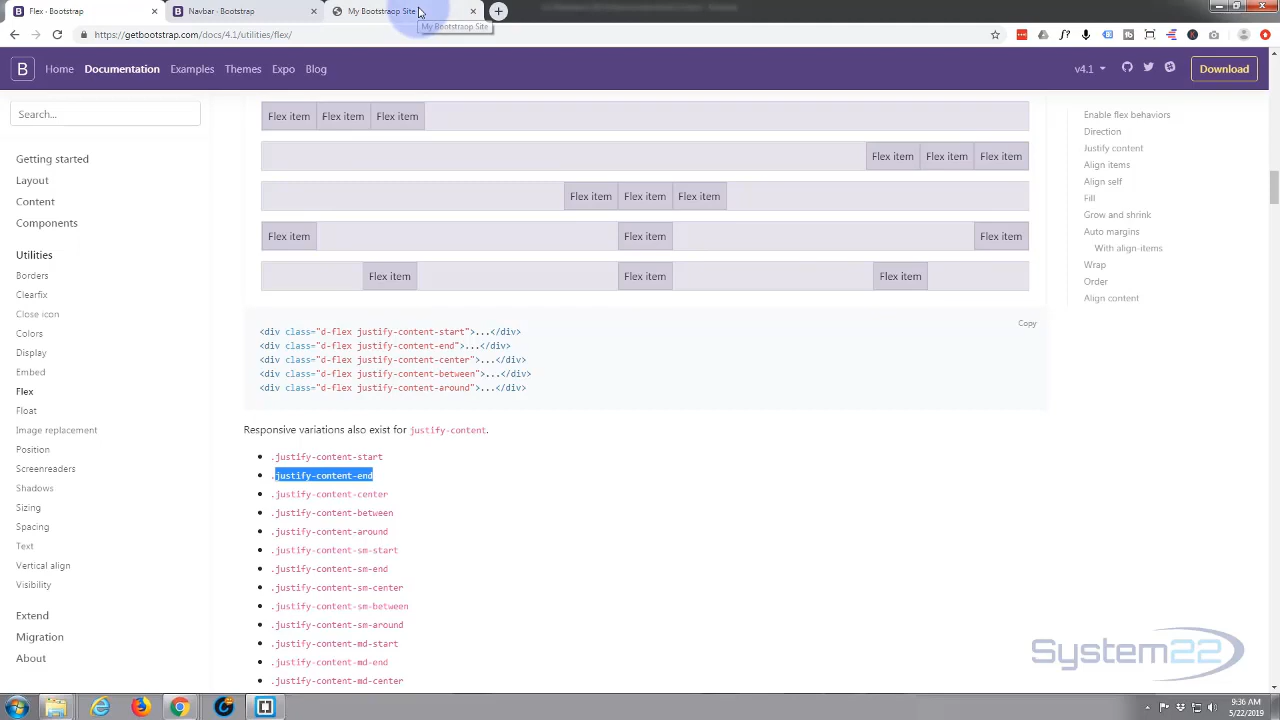 Flex · Bootstrap
Navbar · Bootstrap
My Bootstraop Site
My Bootstraop Site
https://getbootstrap.com/docs/4.1/utilities/flex/
B Home Documentation Examples Themes Expo Blog
v4.1
Download
Search...
Getting started
Layout
Content
Components
Utilities
Borders
Clearfix
Close icon
Colors
Display
Embed
Flex
Float
Image replacement
Position
Screenreaders
Shadows
Sizing
Spacing
Text
Vertical align
Visibility
Extend
Migration
About
Flex item Flex item Flex item
Flex item Flex item Flex item
Flex item Flex item Flex item
Flex item Flex item Flex item
Flex item Flex item Flex item
Copy
<div class="d-flex justify-content-start">...</div>
<div class="d-flex justify-content-end">...</div>
<div class="d-flex justify-content-center">...</div>
<div class="d-flex justify-content-between">...</div>
<div class="d-flex justify-content-around">...</div>
Responsive variations also exist for justify-content.
.justify-content-start
.justify-content-end
.justify-content-center
.justify-content-between
.justify-content-around
.justify-content-sm-start
.justify-content-sm-end
.justify-content-sm-center
.justify-content-sm-between
.justify-content-sm-around
.justify-content-md-start
.justify-content-md-end
.justify-content-md-center
Enable flex behaviors
Direction
Justify content
Align items
Align self
Fill
Grow and shrink
Auto margins
With align-items
Wrap
Order
Align content
System22
9:36 AM
5/22/2019